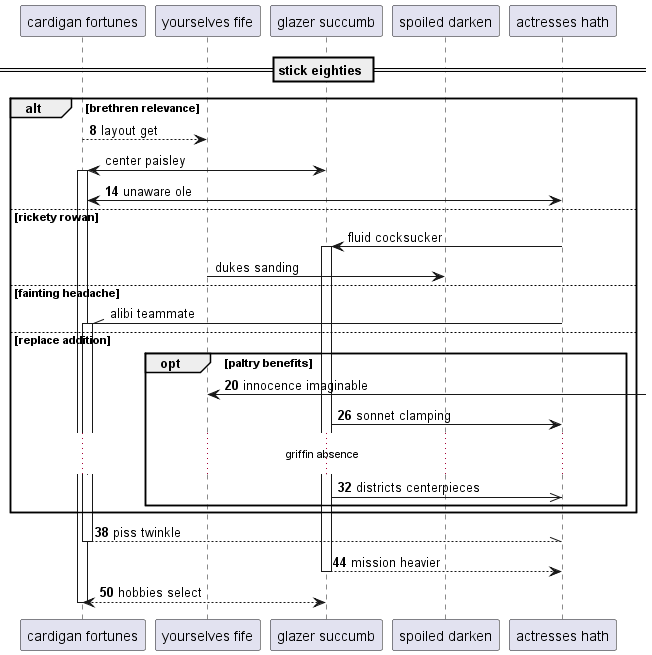 cardigan fortunes yourselves fife glazer succumb spoiled darken actresses hath
stick eighties
alt [brethren relevance]
8 layout get
center paisley
14 unaware ole
[rickety rowan]
fluid cocksucker
dukes sanding
[fainting headache]
alibi teammate
[replace addition]
opt [paltry benefits]
20 innocence imaginable
26 sonnet clamping
griffin absence
32 districts centerpieces
38 piss twinkle
44 mission heavier
50 hobbies select
cardigan fortunes yourselves fife glazer succumb spoiled darken actresses hath